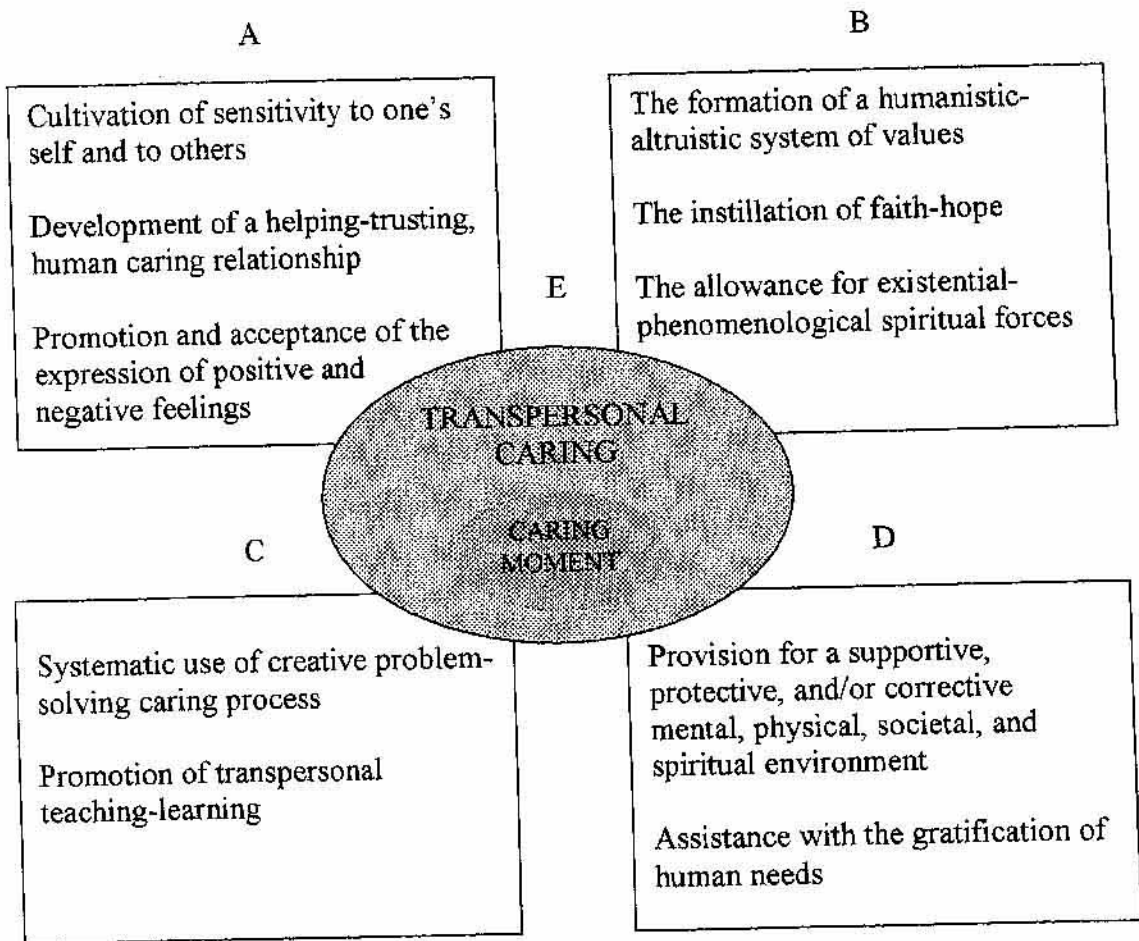 A
Cultivation of sensitivity to one's
self and to others
Development of a helping-trusting,
human caring relationship
Promotion and acceptance of the
expression of positive and
negative feelings
B
The formation of a humanistic-
altruistic system of values
The instillation of faith-hope
The allowance for existential-
phenomenological spiritual forces
E
TRANSPERSONAL
CARING
CARING
MOMENT
C
Systematic use of creative problem-
solving caring process
Promotion of transpersonal
teaching-learning
D
Provision for a supportive,
protective, and/or corrective
mental, physical, societal, and
spiritual environment
Assistance with the gratification of
human needs